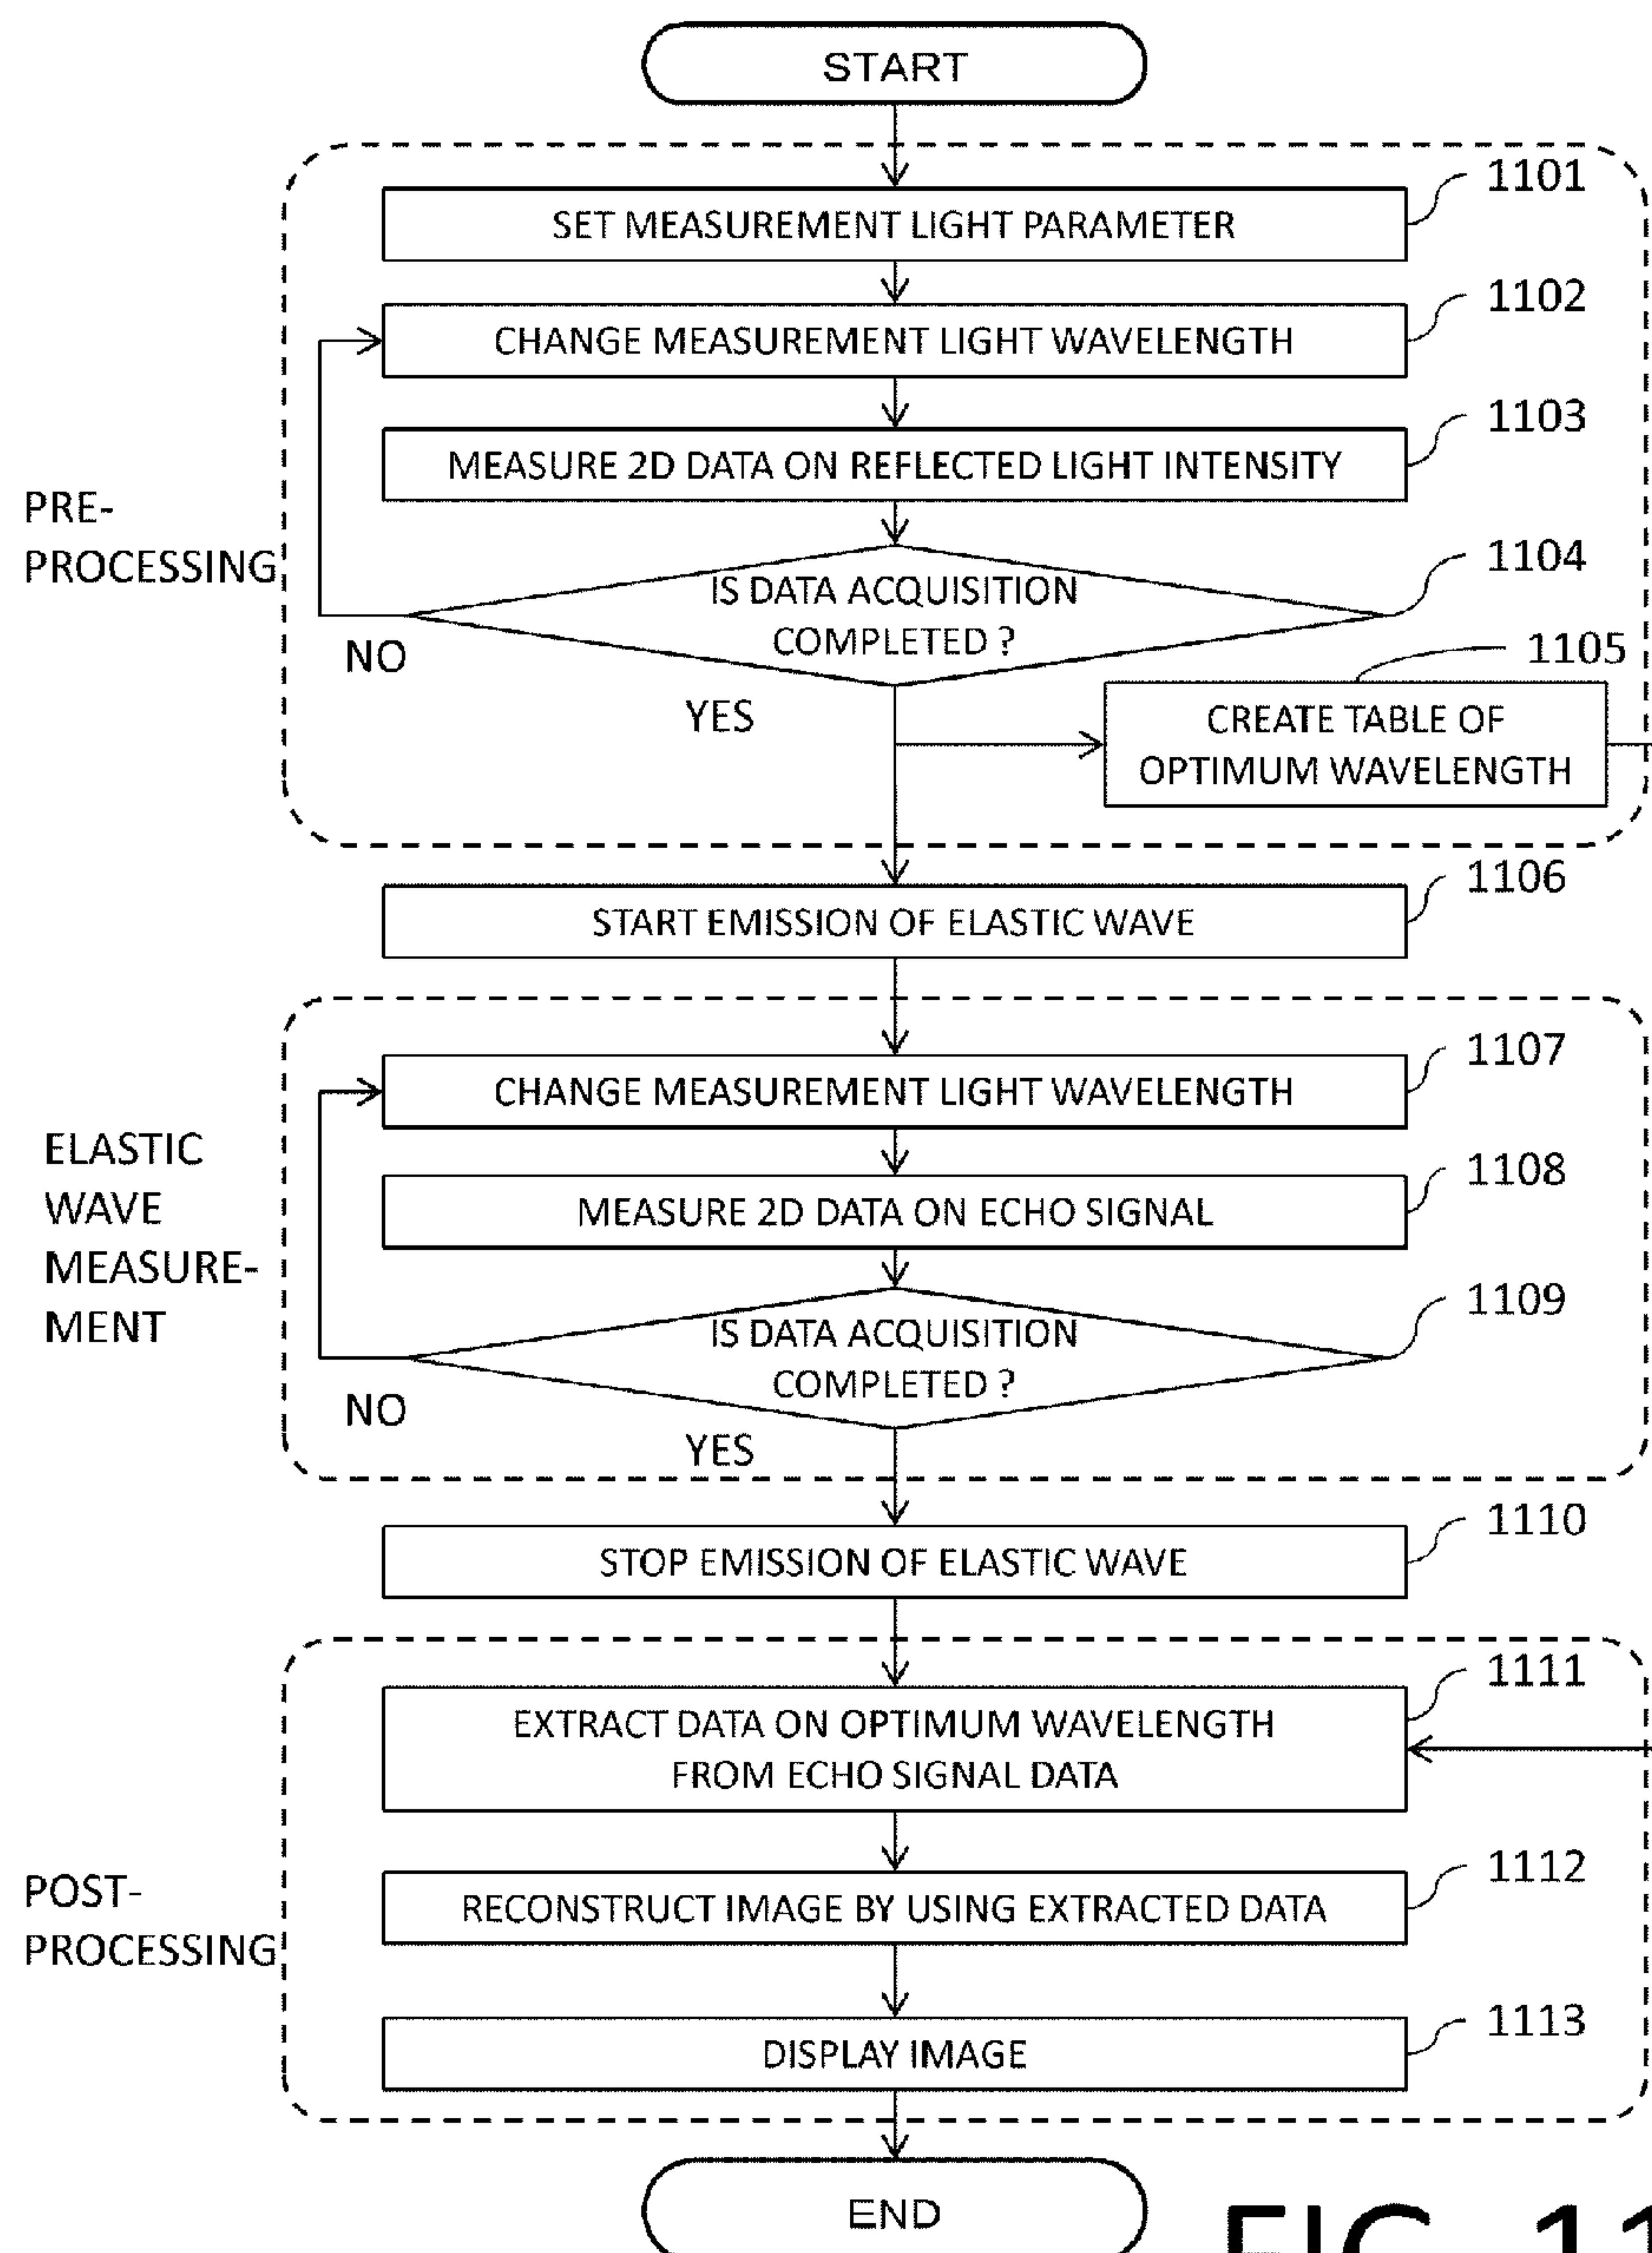 START
1101
SET MEASUREMENT LIGHT PARAMETER
1102
CHANGE MEASUREMENT LIGHT WAVELENGTH
1103
MEASURE 2D DATA ON REFLECTED LIGHT INTENSITY
PRE-
PROCESSING
1104
IS DATA ACQUISITION
COMPLETED ?
NO
YES
1105
CREATE TABLE OF
OPTIMUM WAVELENGTH
1106
START EMISSION OF ELASTIC WAVE
1107
CHANGE MEASUREMENT LIGHT WAVELENGTH
ELASTIC
WAVE
MEASURE-
MENT
1108
MEASURE 2D DATA ON ECHO SIGNAL
1109
IS DATA ACQUISITION
COMPLETED ?
NO
YES
1110
STOP EMISSION OF ELASTIC WAVE
1111
EXTRACT DATA ON OPTIMUM WAVELENGTH
FROM ECHO SIGNAL DATA
POST-
PROCESSING
1112
RECONSTRUCT IMAGE BY USING EXTRACTED DATA
1113
DISPLAY IMAGE
END
FIG. 11